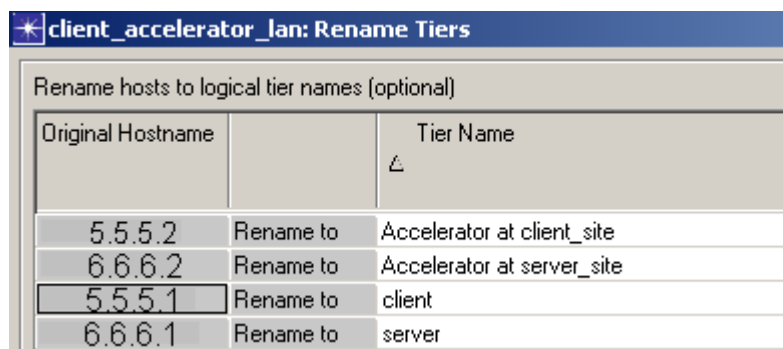 client_accelerator_lan: Rename Tiers
Rename hosts to logical tier names (optional)
Original Hostname Tier Name
5.5.5.2 Rename to Accelerator at client_site
6.6.6.2 Rename to Accelerator at server_site
5.5.5.1 Rename to client
6.6.6.1 Rename to server